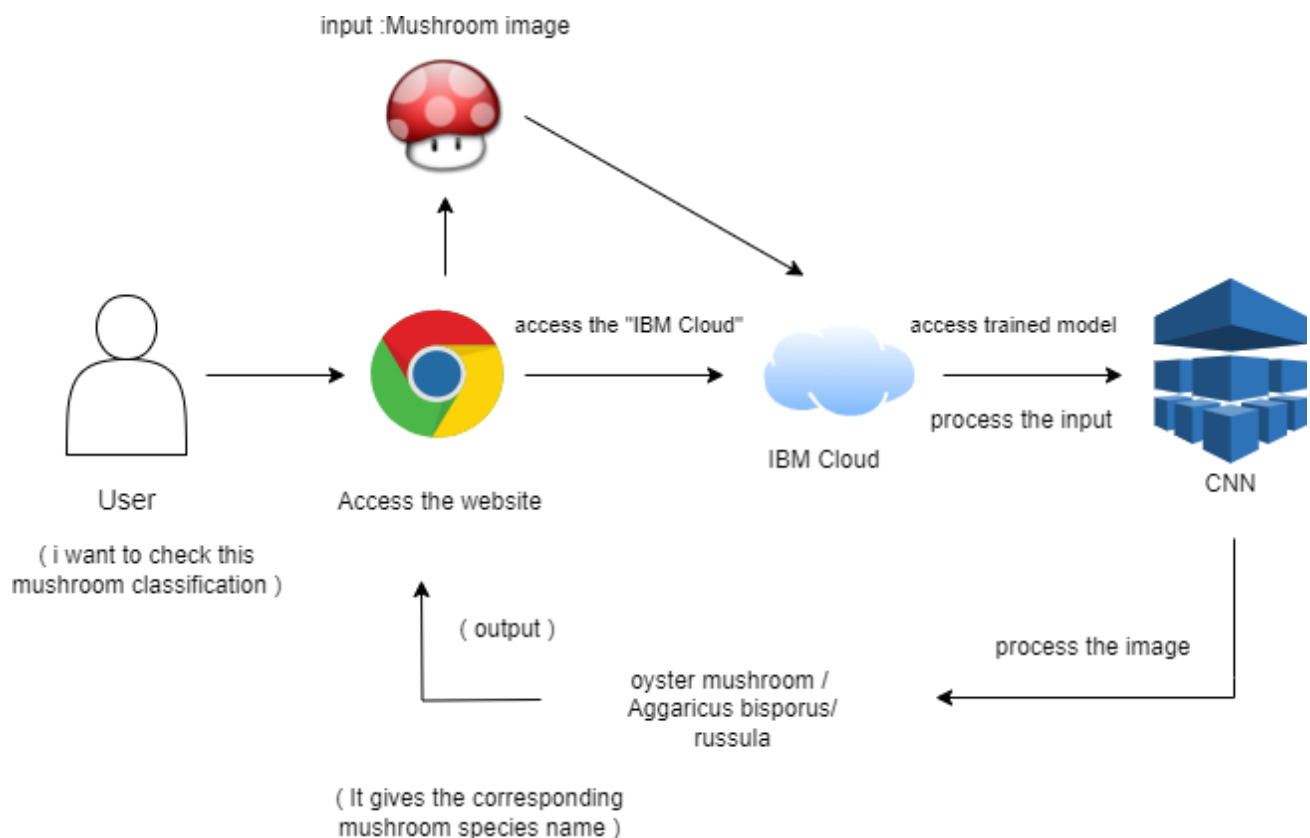 input :Mushroom image
access the "IBM Cloud"
access trained model
process the input
IBM Cloud
CNN
User
Access the website
( i want to check this
mushroom classification )
( output )
process the image
oyster mushroom /
Aggaricus bisporus/
russula
( It gives the corresponding
mushroom species name )